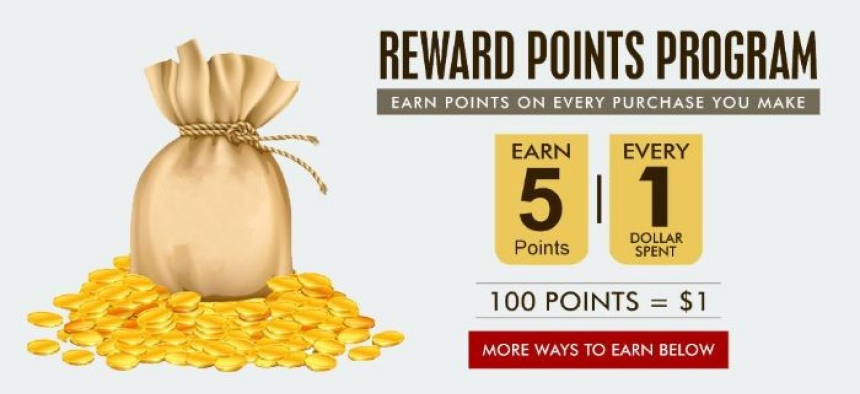 REWARD POINTS PROGRAM
EARN POINTS ON EVERY PURCHASE YOU MAKE
EARN
5
Points
EVERY
1
DOLLAR
SPENT
100 POINTS = $1
MORE WAYS TO EARN BELOW